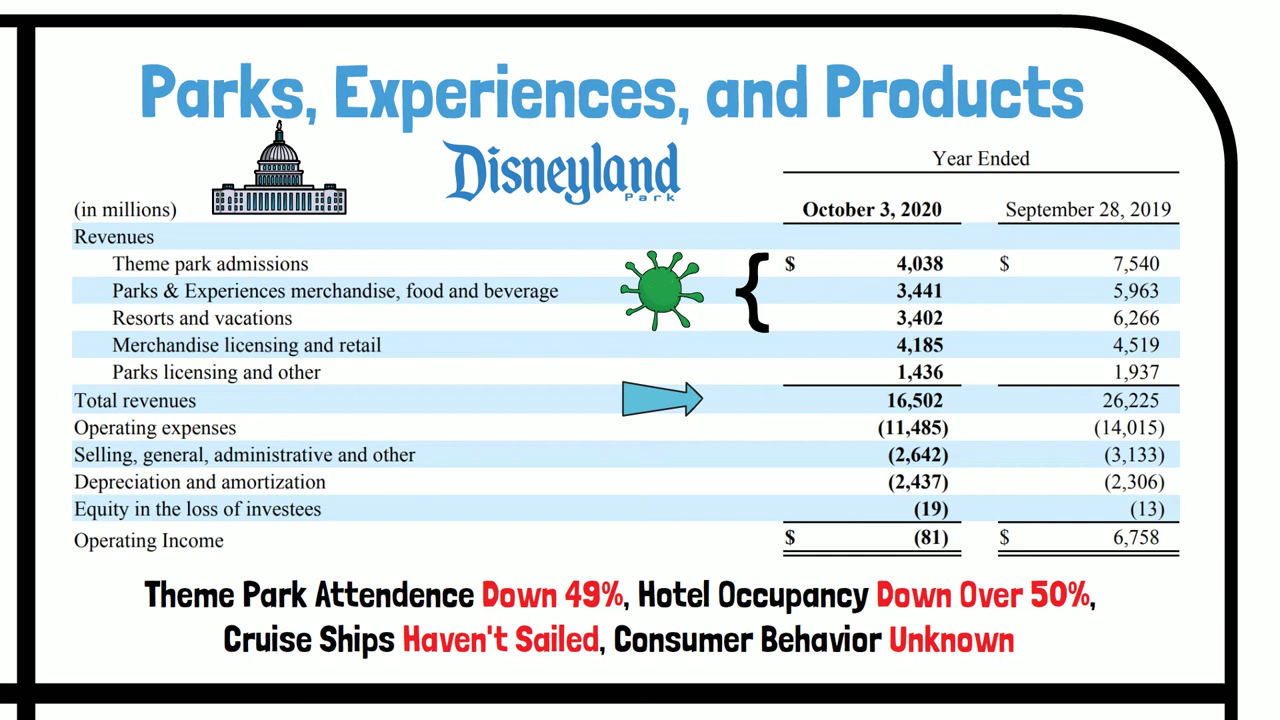 Parks, Experiences, and Products
Disneyland
Park
Year Ended
(in millions) October 3, 2020 September 28, 2019
Revenues
Theme park admissions $ 4,038 $ 7,540
Parks & Experiences merchandise, food and beverage 3,441 5,963
Resorts and vacations 3,402 6,266
Merchandise licensing and retail 4,185 4,519
Parks licensing and other 1,436 1,937
Total revenues 16,502 26,225
Operating expenses (11,485) (14,015)
Selling, general, administrative and other (2,642) (3,133)
Depreciation and amortization (2,437) (2,306)
Equity in the loss of investees (19) (13)
Operating Income $ (81) $ 6,758
Theme Park Attendence Down 49%, Hotel Occupancy Down Over 50%,
Cruise Ships Haven't Sailed, Consumer Behavior Unknown